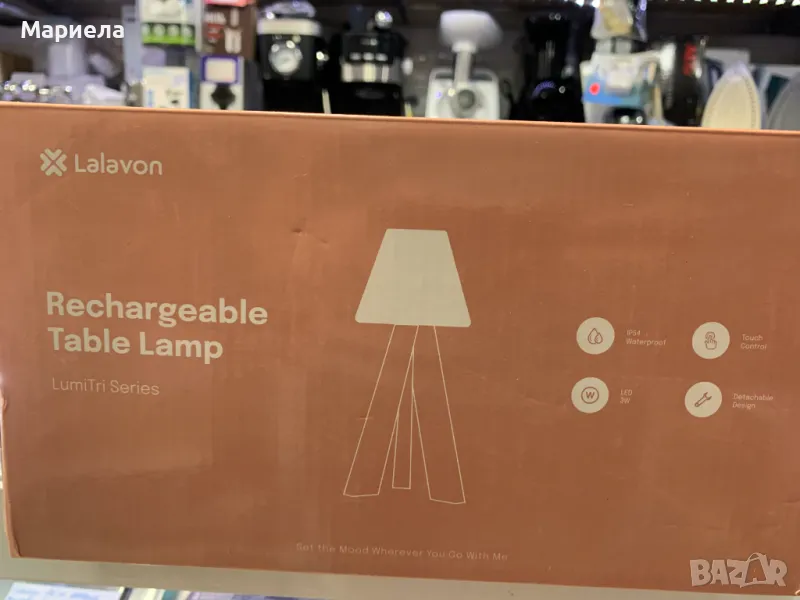 Мариела
Lalavon
Rechargeable
Table Lamp
LumiTri Series
IP54
Waterproof
Touch
Control
W
LED
3W
Detachable
Design
Set the Mood Wherever You Go With Me
BAZAR